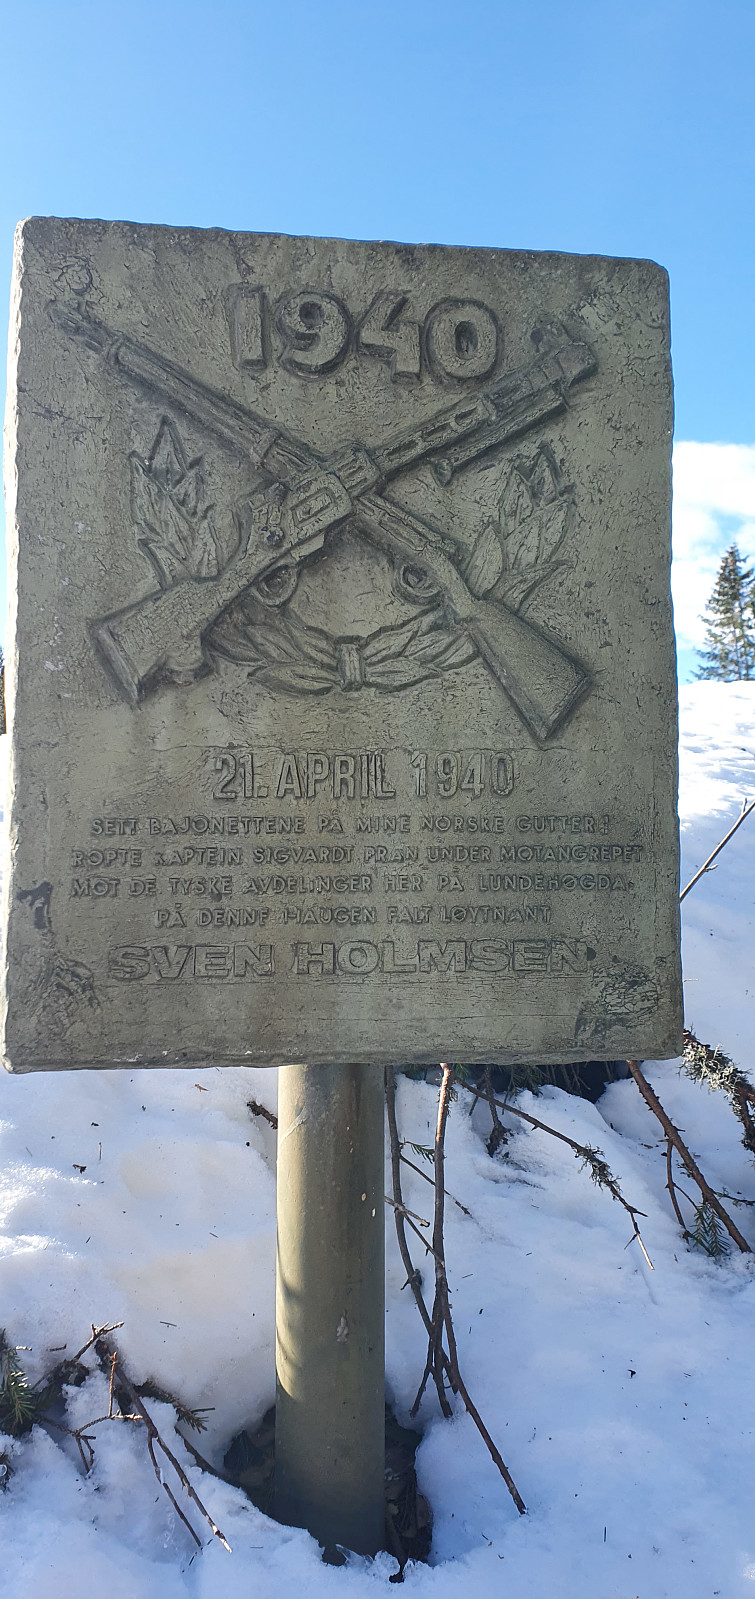 1940
21. APRIL 1940
SETT BAJONETTENE PÅ MINE NORSKE GUTTER!
ROPTE KAPTEIN SIGVARDT PRAN UNDER MOTANGREPET
MOT DE TYSKE AVDELINGER HER PÅ LUNDEHØGDA.
PÅ DENNE HAUGEN FALT LØYTNANT
SVEN HOLMSEN